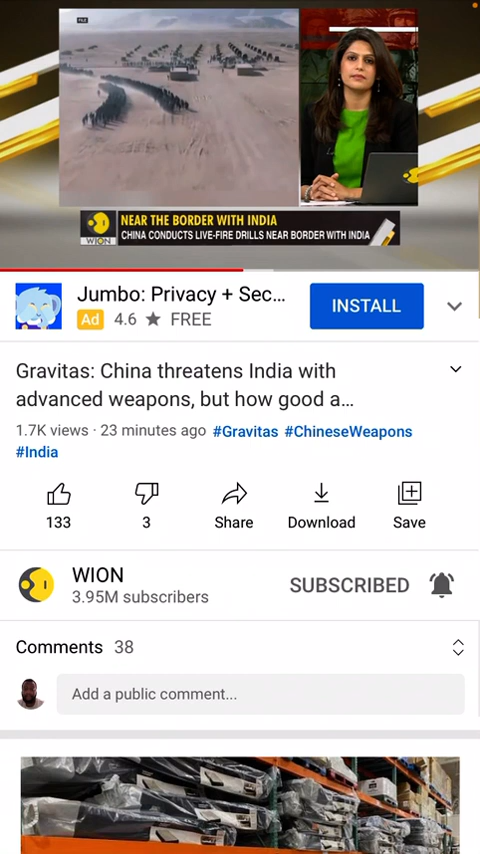 FILE
NEAR THE BORDER WITH INDIA
CHINA CONDUCTS LIVE-FIRE DRILLS NEAR BORDER WITH INDIA
WION
Jumbo: Privacy + Sec...
INSTALL
Ad 4.6 ★ FREE
Gravitas: China threatens India with
advanced weapons, but how good a...
1.7K views · 23 minutes ago #Gravitas #ChineseWeapons
#India
133
3
Share
Download
Save
WION
3.95M subscribers
SUBSCRIBED
Comments 38
Add a public comment...